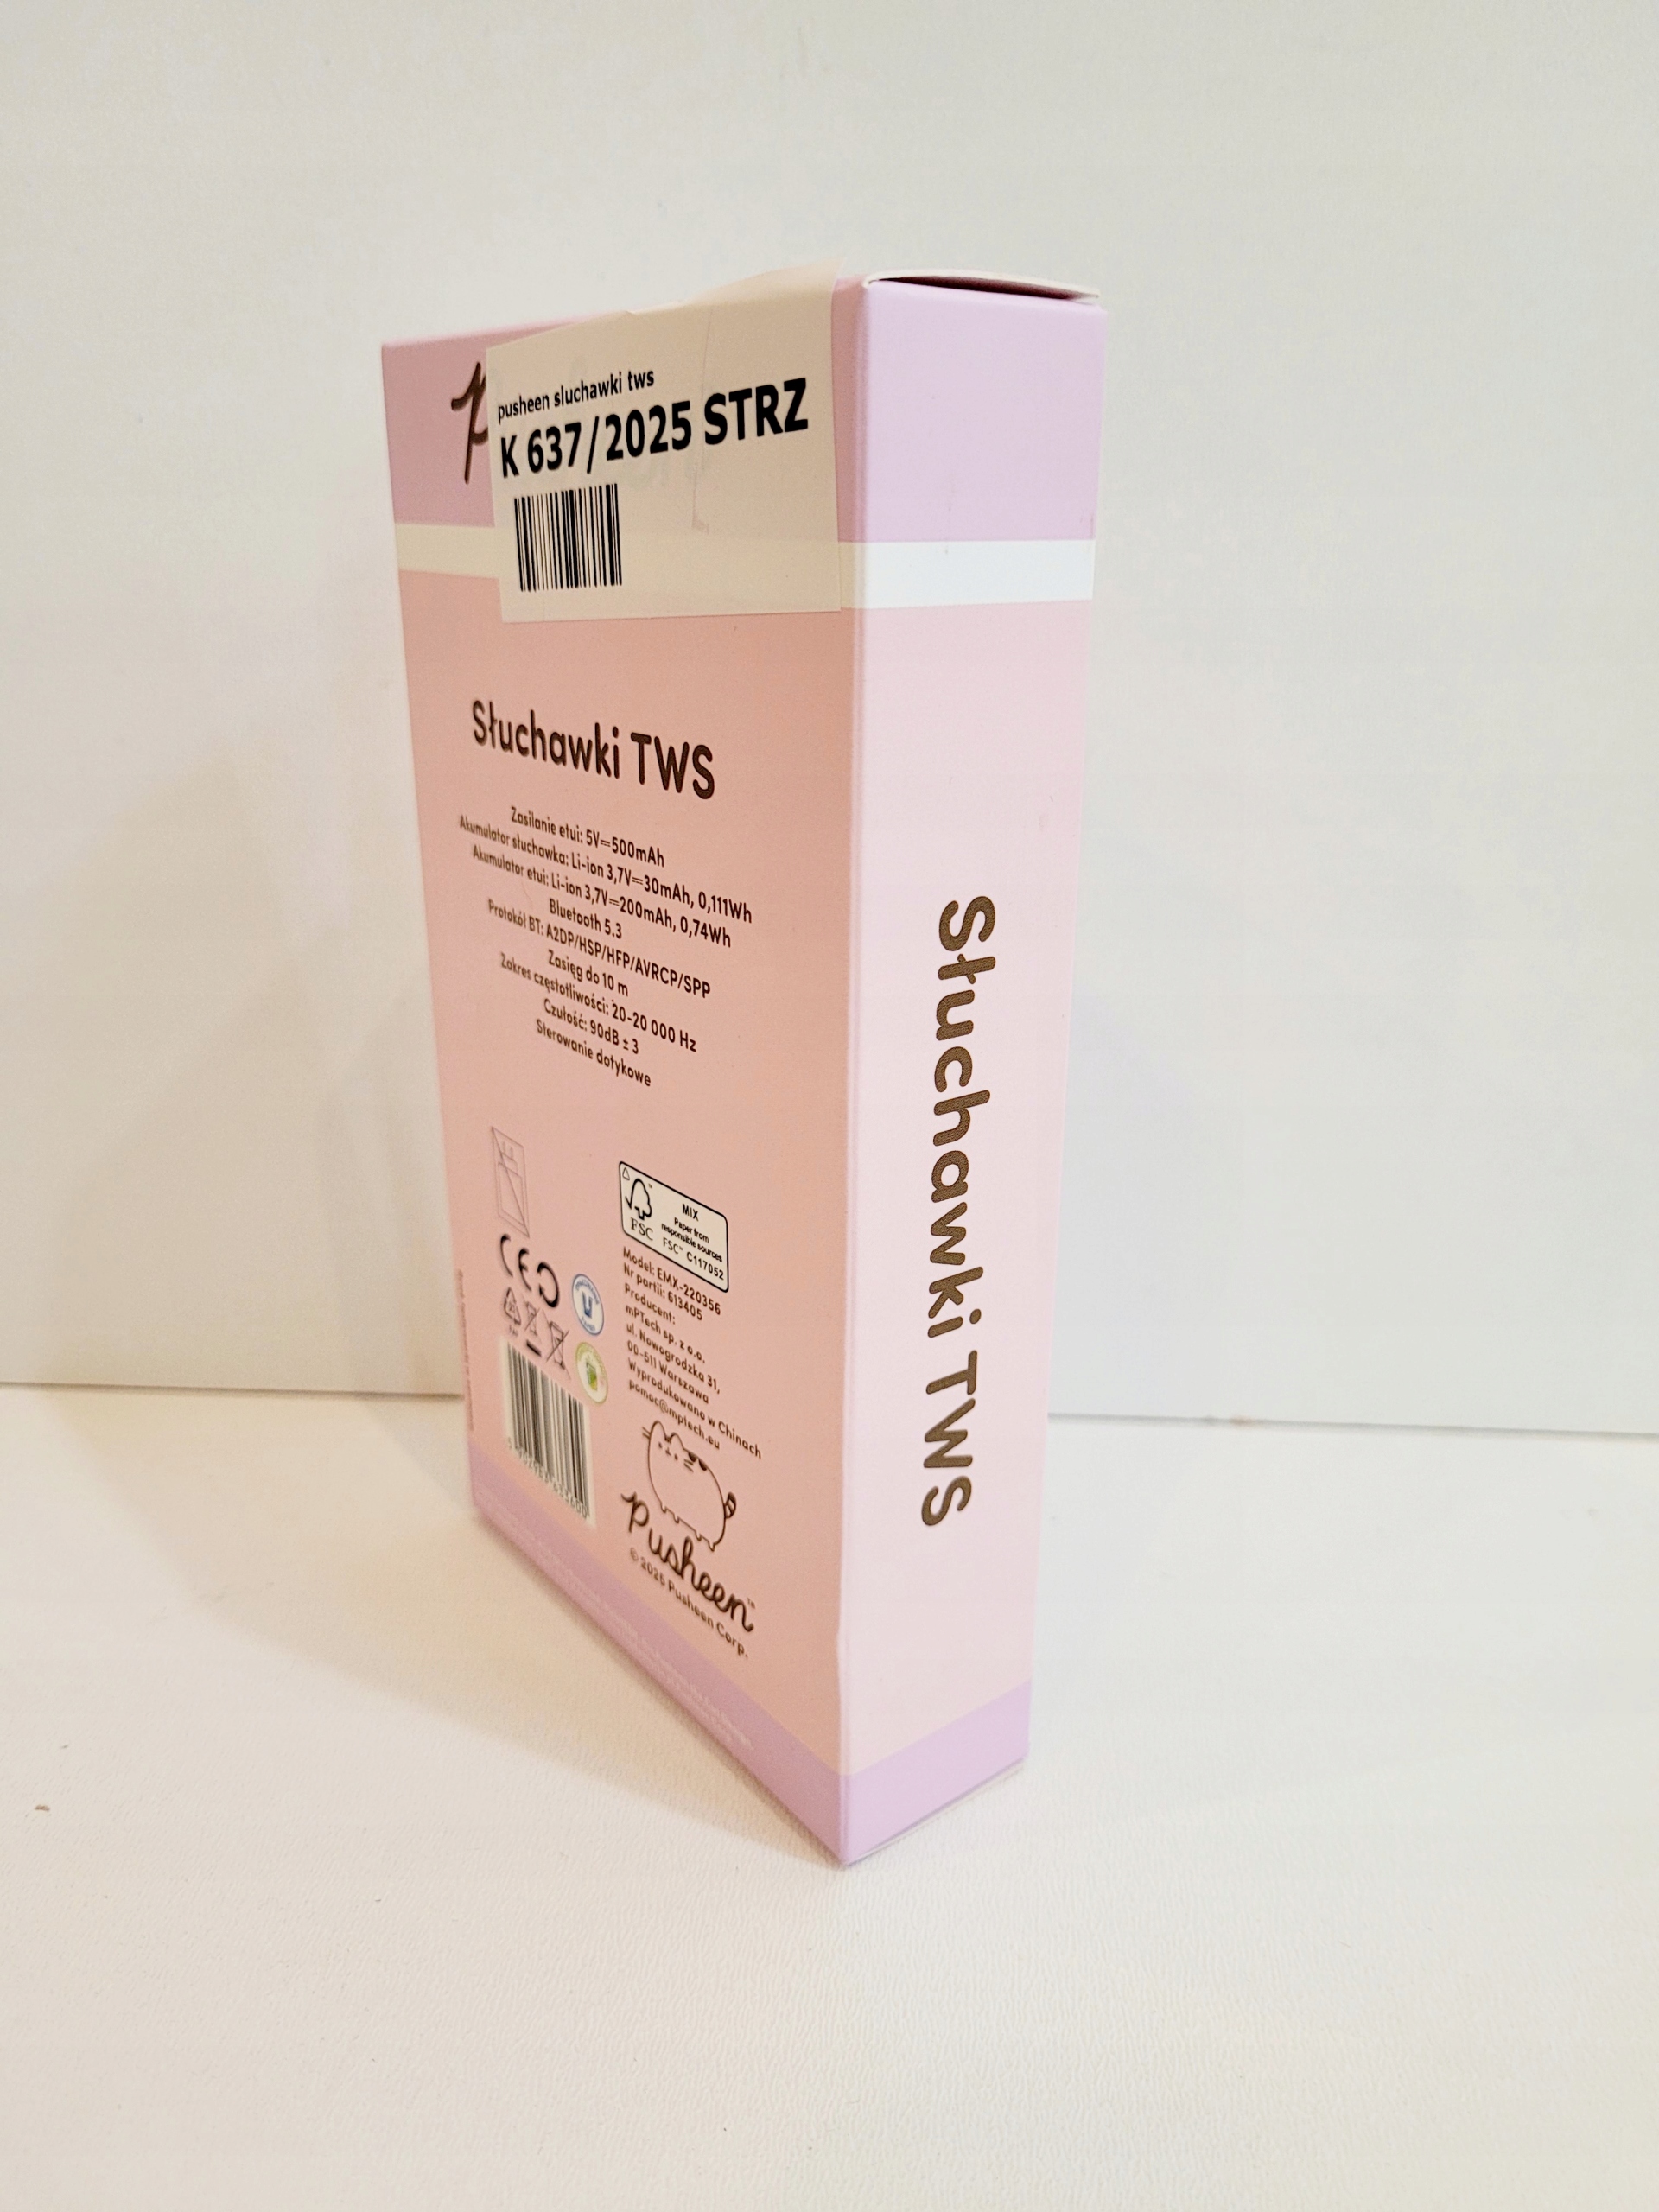 pusheen sluchawki tws
K 637/2025 STRZ
Słuchawki TWS
Zasilanie etui: 5V=500mAh
Akumulator słuchawka: Li-ion 3,7V=30mAh, 0,111Wh
Akumulator etui: Li-ion 3,7V=200mAh, 0,74Wh
Bluetooth 5.3
Protokół BT: A2DP/HSP/HFP/AVRCP/SPP
Zasięg do 10 m
Zakres częstotliwości: 20-20 000 Hz
Czułość: 90dB ± 3
Sterowanie dotykowe
MIX
Paper from
responsible sources
FSC
FSC™ C117052
CE
Model: EMX-220356
Nr partii: 613405
Producent:
mPTech sp. z o.o.
ul. Nowogrodzka 31,
00-511 Warszawa
Wyprodukowano w Chinach
pomoc@mptech.eu
Pusheen™
© 2025 Pusheen Corp.
Słuchawki TWS